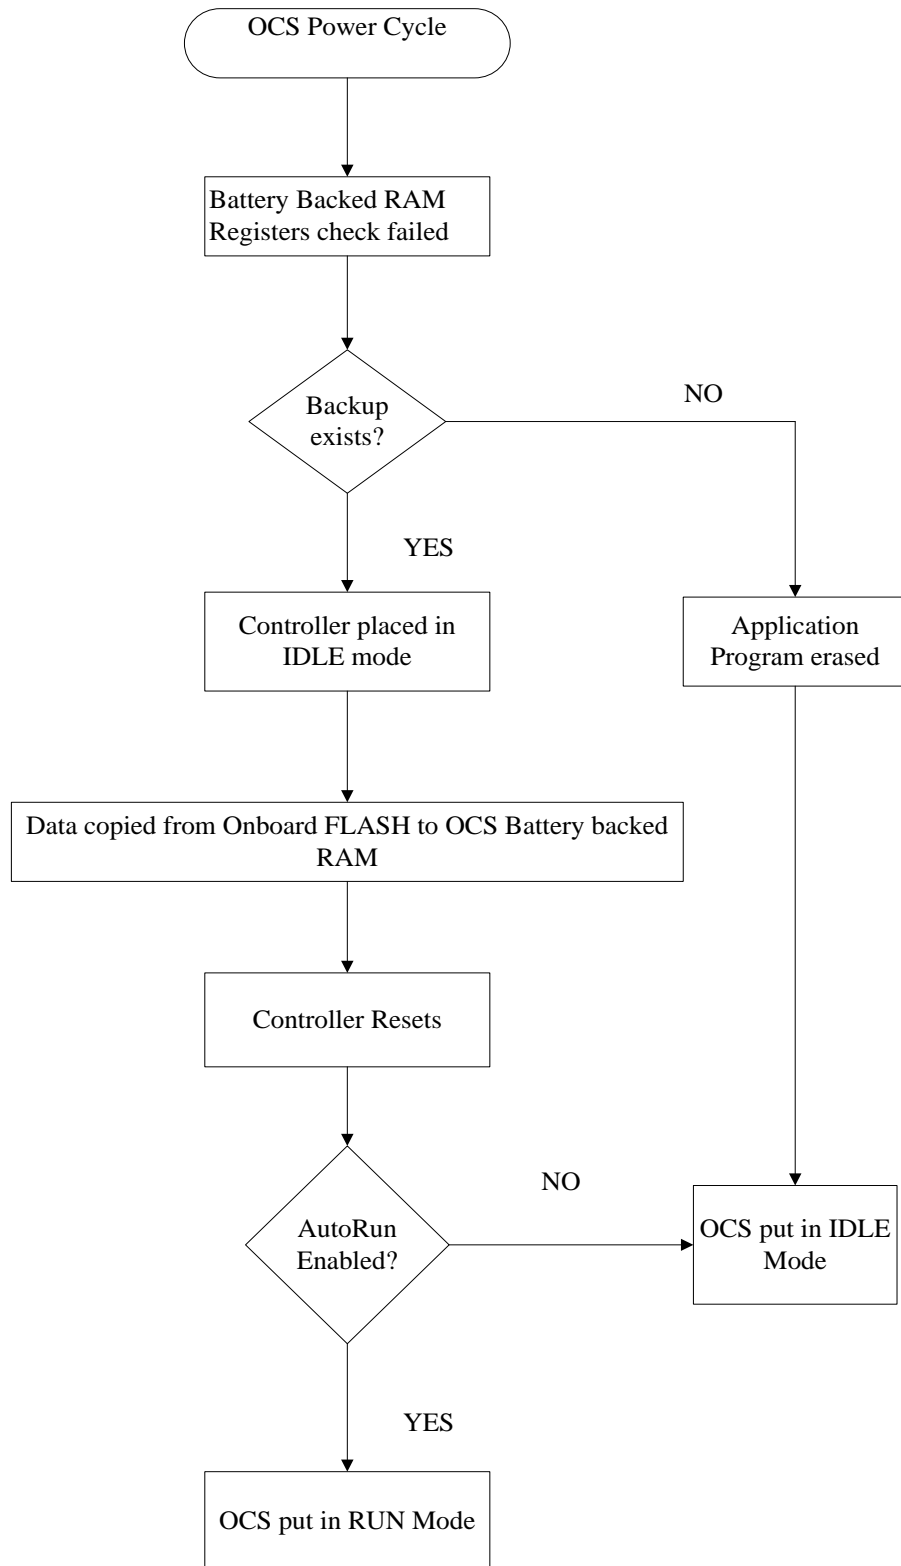 OCS Power Cycle
Battery Backed RAM
Registers check failed
Backup
exists?
NO
YES
Controller placed in
IDLE mode
Application
Program erased
Data copied from Onboard FLASH to OCS Battery backed
RAM
Controller Resets
AutoRun
Enabled?
NO
OCS put in IDLE
Mode
YES
OCS put in RUN Mode